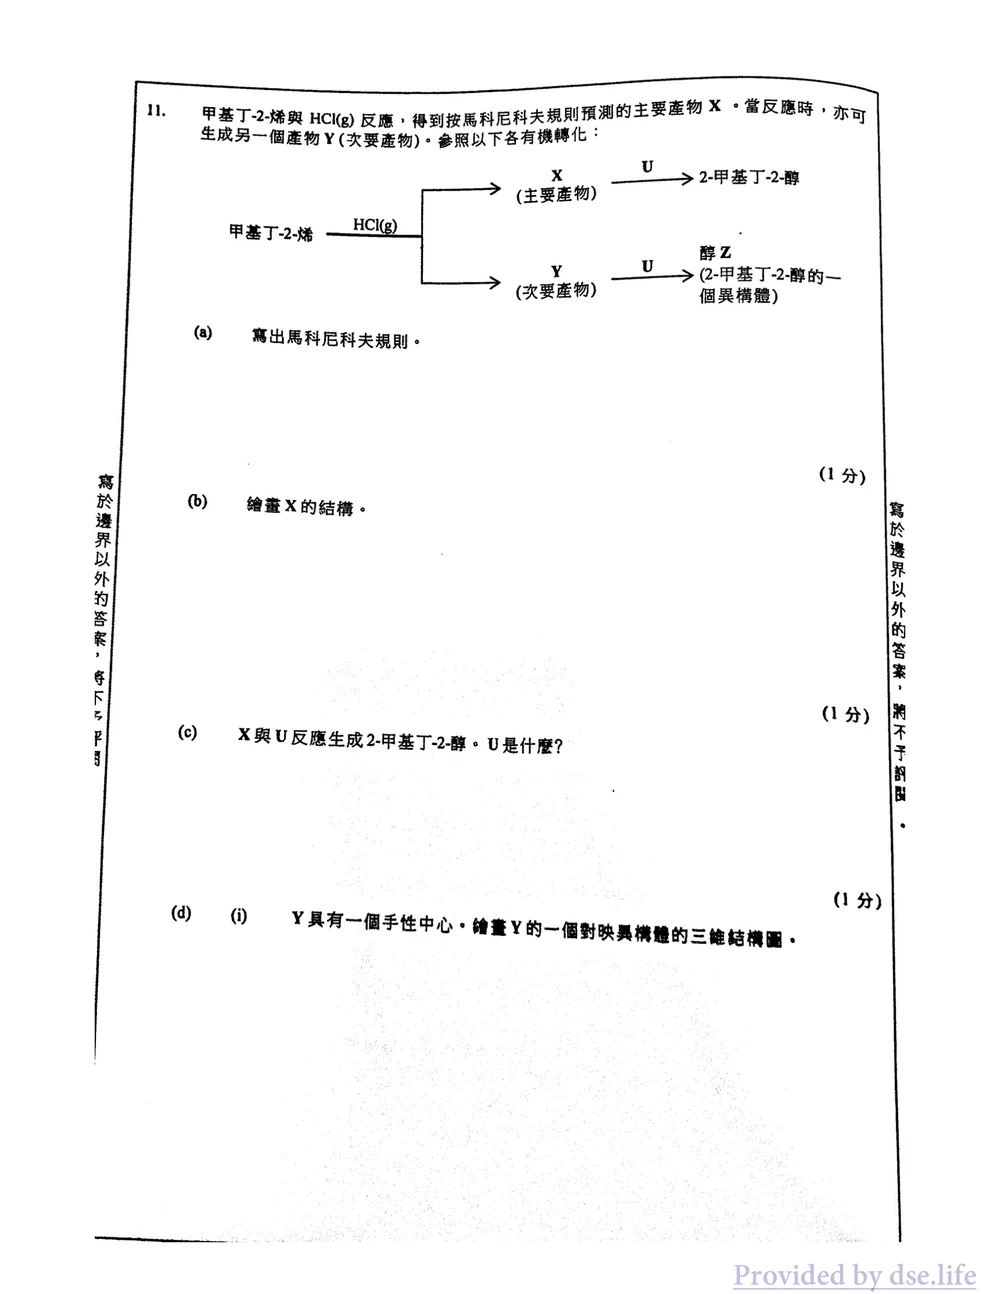 11. 甲基丁-2-烯與 HCl(g) 反應，得到按馬科尼科夫規則預測的主要產物 X 。當反應時，亦可
生成另一個產物 Y (次要產物)。參照以下各有機轉化：
X
(主要產物)
U
2-甲基丁-2-醇
甲基丁-2-烯
HCl(g)
Y
(次要產物)
U
醇 Z
(2-甲基丁-2-醇的一
個異構體)
(a) 寫出馬科尼科夫規則。
(1 分)
(b) 繪畫 X 的結構。
(1 分)
(c) X 與 U 反應生成 2-甲基丁-2-醇。 U 是什麼?
(1 分)
(d) (i) Y 具有一個手性中心。繪畫 Y 的一個對映異構體的三維結構圖。
寫於邊界以外的答案，將不予評閱
寫於邊界以外的答案，將不予評閱。
Provided by dse.life